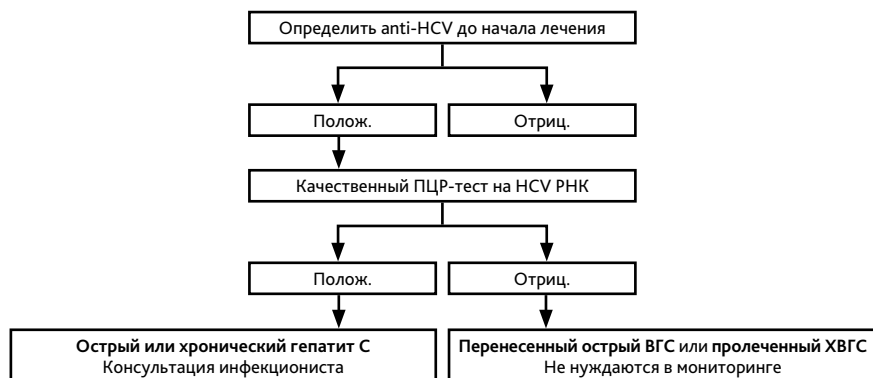 Определить anti-HCV до начала лечения
Полож.
Отриц.
Качественный ПЦР-тест на HCV РНК
Полож.
Отриц.
Острый или хронический гепатит С
Консультация инфекциониста
Перенесенный острый ВГС или пролеченный ХВГС
Не нуждаются в мониторинге